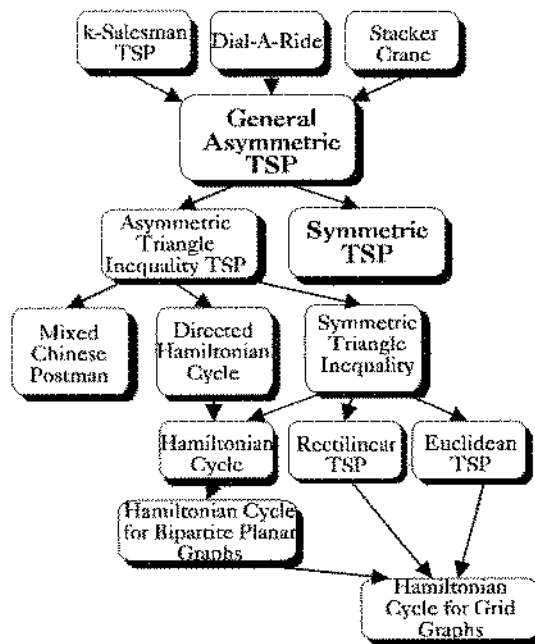 k-Salesman
TSP
Dial-A-Ride
Stacker
Crane
General
Asymmetric
TSP
Asymmetric
Triangle
Inequality TSP
Symmetric
TSP
Mixed
Chinese
Postman
Directed
Hamiltonian
Cycle
Symmetric
Triangle
Inequality
Hamiltonian
Cycle
Rectilinear
TSP
Euclidean
TSP
Hamiltonian Cycle
for Bipartite Planar
Graphs
Hamiltonian
Cycle for Grid
Graphs